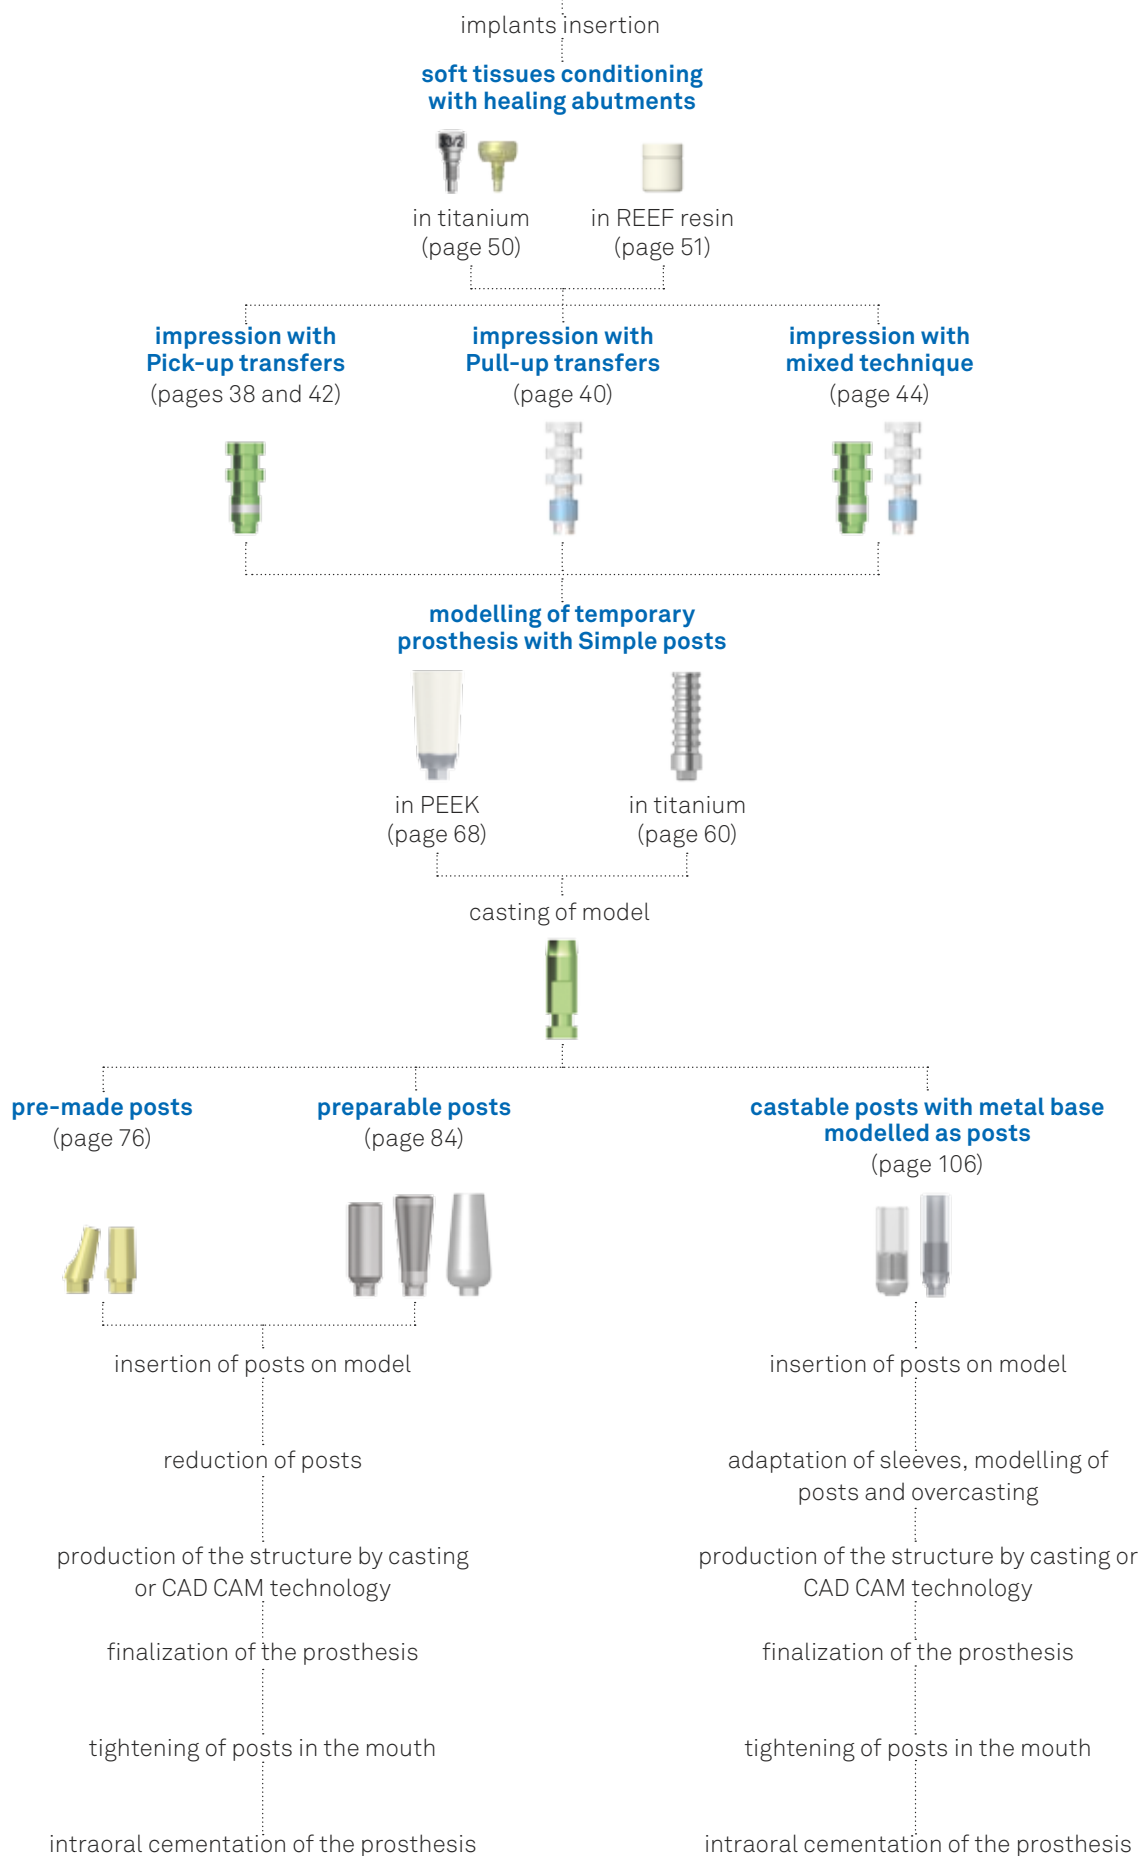 implants insertion
soft tissues conditioning
with healing abutments
3/2
in titanium
(page 50)
in REEF resin
(page 51)
impression with
Pick-up transfers
(pages 38 and 42)
impression with
Pull-up transfers
(page 40)
impression with
mixed technique
(page 44)
modelling of temporary
prosthesis with Simple posts
in PEEK
(page 68)
in titanium
(page 60)
casting of model
pre-made posts
(page 76)
preparable posts
(page 84)
castable posts with metal base
modelled as posts
(page 106)
insertion of posts on model
reduction of posts
production of the structure by casting
or CAD CAM technology
finalization of the prosthesis
tightening of posts in the mouth
intraoral cementation of the prosthesis
insertion of posts on model
adaptation of sleeves, modelling of
posts and overcasting
production of the structure by casting or
CAD CAM technology
finalization of the prosthesis
tightening of posts in the mouth
intraoral cementation of the prosthesis